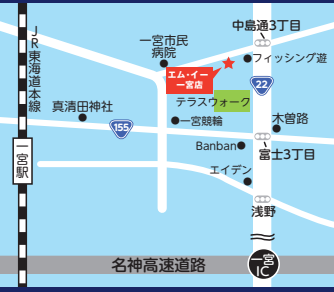 中島通3丁目
JR東海道本線
一宮市民
病院
フィッシング遊
エム・イー
一宮店
22
テラスウォーク
真清田神社
155
一宮競輪
木曽路
一宮駅
Banban
富士3丁目
エイデン
浅野
名神高速道路
一宮
IC